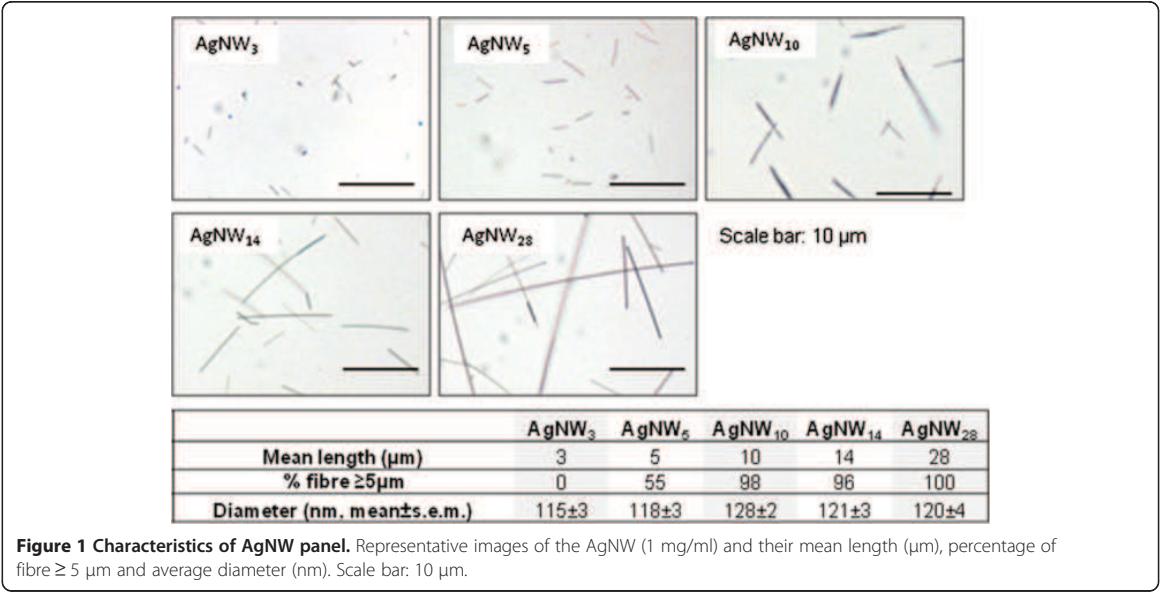 AgNW₃
AgNW₅
AgNW₁₀
AgNW₁₄
AgNW₂₈
Scale bar: 10 µm
AgNW₃ AgNW₅ AgNW₁₀ AgNW₁₄ AgNW₂₈
Mean length (µm) 3 5 10 14 28
% fibre ≥5µm 0 55 98 96 100
Diameter (nm, mean±s.e.m.) 115±3 118±3 128±2 121±3 120±4
Figure 1 Characteristics of AgNW panel. Representative images of the AgNW (1 mg/ml) and their mean length (µm), percentage of
fibre ≥ 5 µm and average diameter (nm). Scale bar: 10 µm.